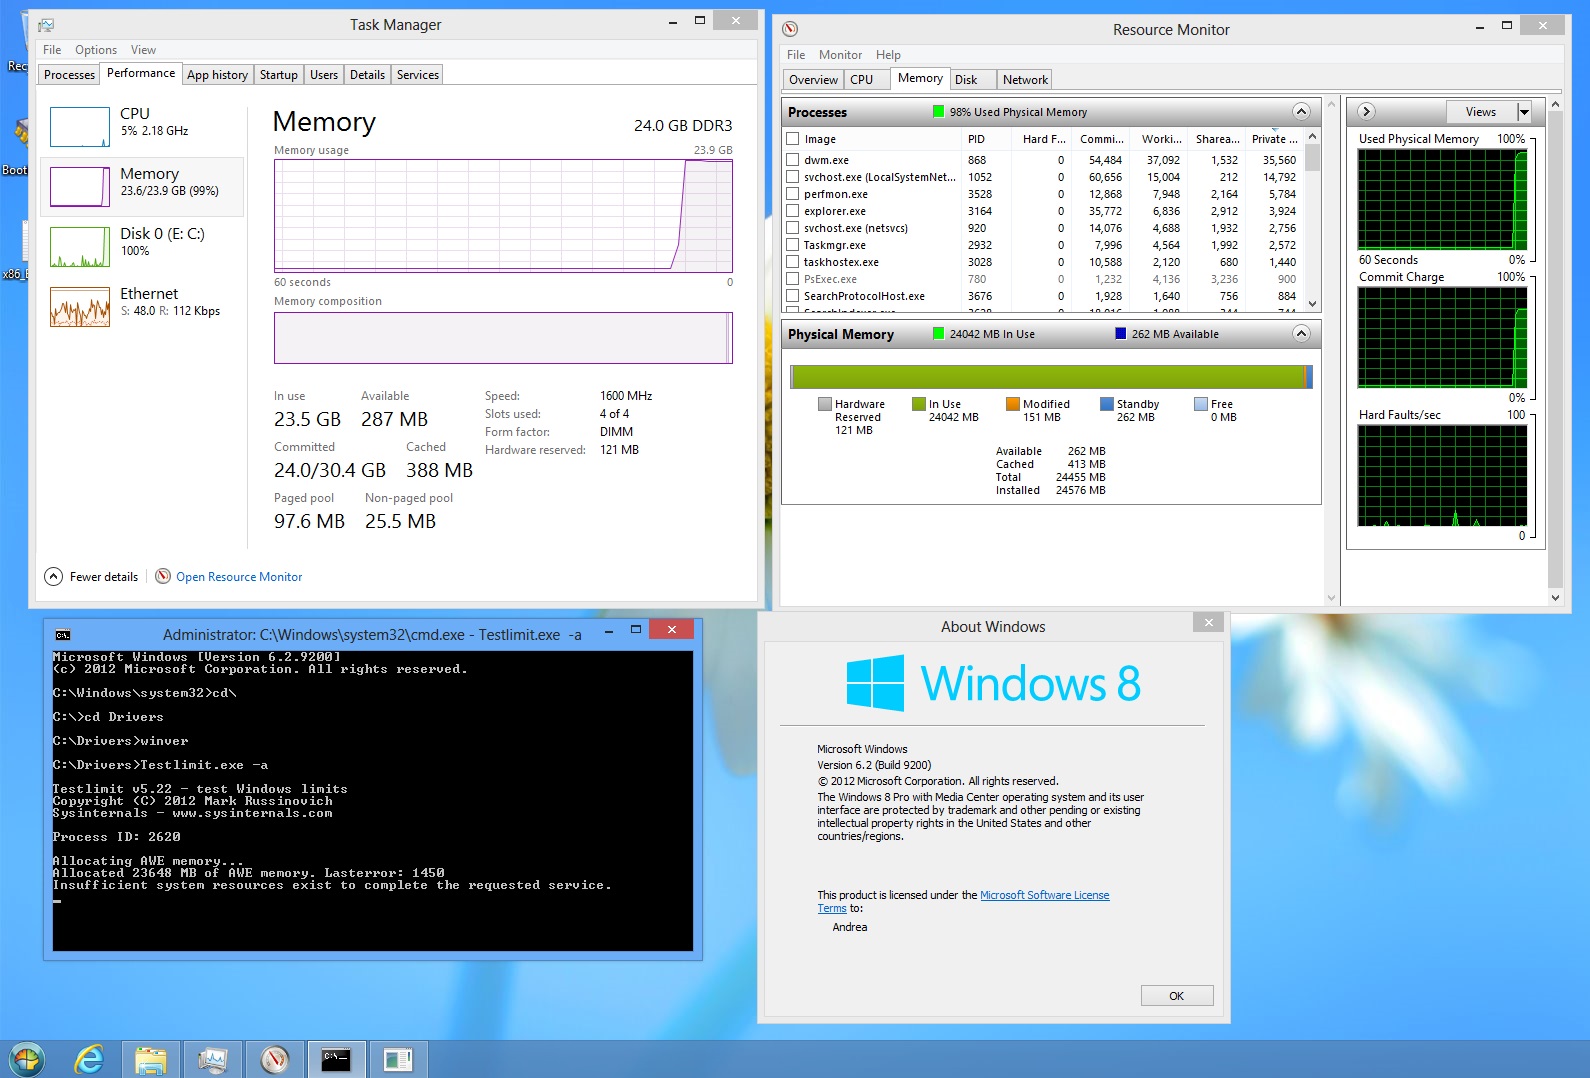 Rec
Boot
x86_
Task Manager
File Options View
Processes Performance App history Startup Users Details Services
CPU
5% 2.18 GHz
Memory
23.6/23.9 GB (99%)
Disk 0 (E: C:)
100%
Ethernet
S: 48.0 R: 112 Kbps
Memory 24.0 GB DDR3
Memory usage 23.9 GB
60 seconds 0
Memory composition
In use Available
23.5 GB 287 MB
Committed Cached
24.0/30.4 GB 388 MB
Paged pool Non-paged pool
97.6 MB 25.5 MB
Speed: 1600 MHz
Slots used: 4 of 4
Form factor: DIMM
Hardware reserved: 121 MB
Fewer details Open Resource Monitor
Resource Monitor
File Monitor Help
Overview CPU Memory Disk Network
Processes 98% Used Physical Memory
Image PID Hard F... Commi... Worki... Sharea... Private ...
dwm.exe 868 0 54,484 37,092 1,532 35,560
svchost.exe (LocalSystemNet... 1052 0 60,656 15,004 212 14,792
perfmon.exe 3528 0 12,868 7,948 2,164 5,784
explorer.exe 3164 0 35,772 6,836 2,912 3,924
svchost.exe (netsvcs) 920 0 14,076 4,688 1,932 2,756
Taskmgr.exe 2932 0 7,996 4,564 1,992 2,572
taskhostex.exe 3028 0 10,588 2,120 680 1,440
PsExec.exe 780 0 1,232 4,136 3,236 900
SearchProtocolHost.exe 3676 0 1,928 1,640 756 884
Physical Memory 24042 MB In Use 262 MB Available
Hardware Reserved 121 MB
In Use 24042 MB
Modified 151 MB
Standby 262 MB
Free 0 MB
Available 262 MB
Cached 413 MB
Total 24455 MB
Installed 24576 MB
Views
Used Physical Memory 100%
60 Seconds 0%
Commit Charge 100%
0%
Hard Faults/sec 100
0
Administrator: C:\Windows\system32\cmd.exe - Testlimit.exe -a
C:\
Microsoft Windows [Version 6.2.9200]
(c) 2012 Microsoft Corporation. All rights reserved.
C:\Windows\system32>cd\
C:\>cd Drivers
C:\Drivers>winver
C:\Drivers>Testlimit.exe -a
Testlimit v5.22 - test Windows limits
Copyright (C) 2012 Mark Russinovich
Sysinternals - www.sysinternals.com
Process ID: 2620
Allocating AWE memory...
Allocated 23648 MB of AWE memory. Lasterror: 1450
Insufficient system resources exist to complete the requested service.
About Windows
Windows 8
Microsoft Windows
Version 6.2 (Build 9200)
© 2012 Microsoft Corporation. All rights reserved.
The Windows 8 Pro with Media Center operating system and its user
interface are protected by trademark and other pending or existing
intellectual property rights in the United States and other
countries/regions.
This product is licensed under the Microsoft Software License
Terms to:
Andrea
OK